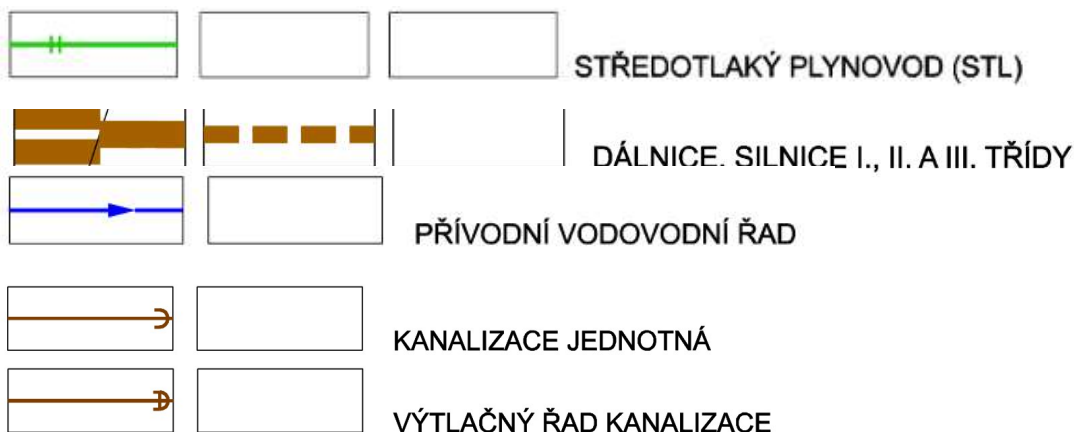 STŘEDOTLAKÝ PLYNOVOD (STL)
DÁLNICE, SILNICE I., II. A III. TŘÍDY
PŘÍVODNÍ VODOVODNÍ ŘAD
KANALIZACE JEDNOTNÁ
VÝTLAČNÝ ŘAD KANALIZACE